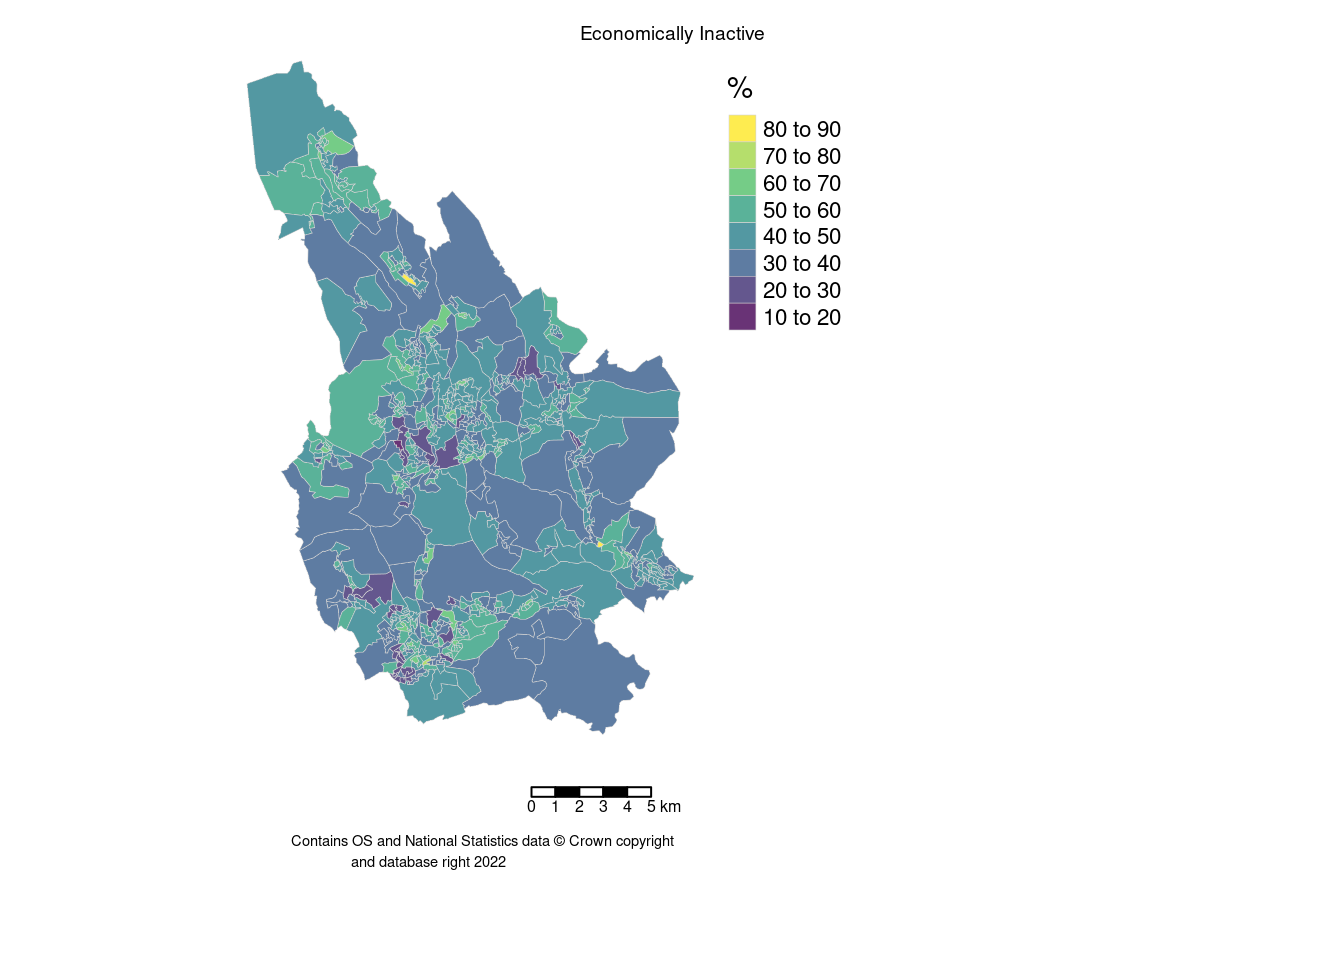 Economically Inactive
%
80 to 90
70 to 80
60 to 70
50 to 60
40 to 50
30 to 40
20 to 30
10 to 20
0 1 2 3 4 5 km
Contains OS and National Statistics data © Crown copyright
and database right 2022